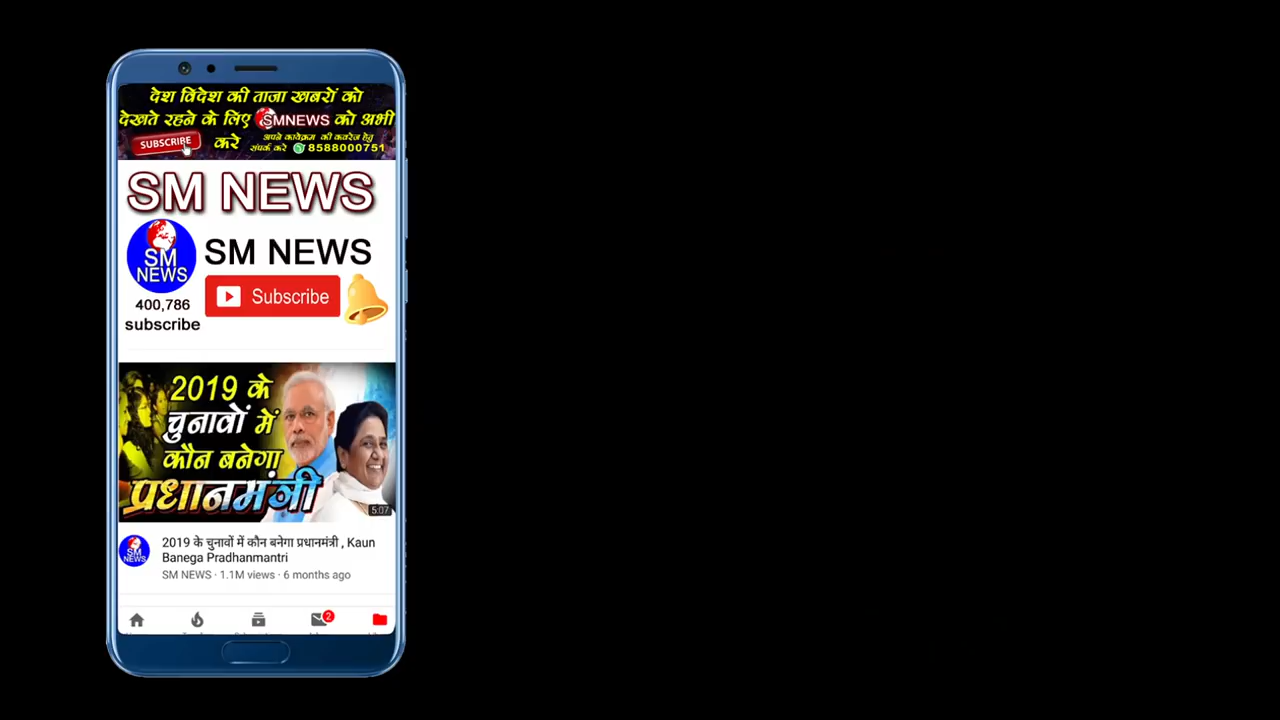 देश विदेश की ताजा खबरों को
देखते रहने के लिए SMNEWS को अभी
SUBSCRIBE करे
अपने कार्यक्रम की कवरेज हेतु
संपर्क करे 8588000751
SM NEWS
SM NEWS
SM
NEWS
Subscribe
400,786
subscribe
2019 के
चुनावों में
कौन बनेगा
प्रधानमंत्री
5:07
2019 के चुनावों में कौन बनेगा प्रधानमंत्री , Kaun
Banega Pradhanmantri
SM
NEWS
SM NEWS · 1.1M views · 6 months ago
2